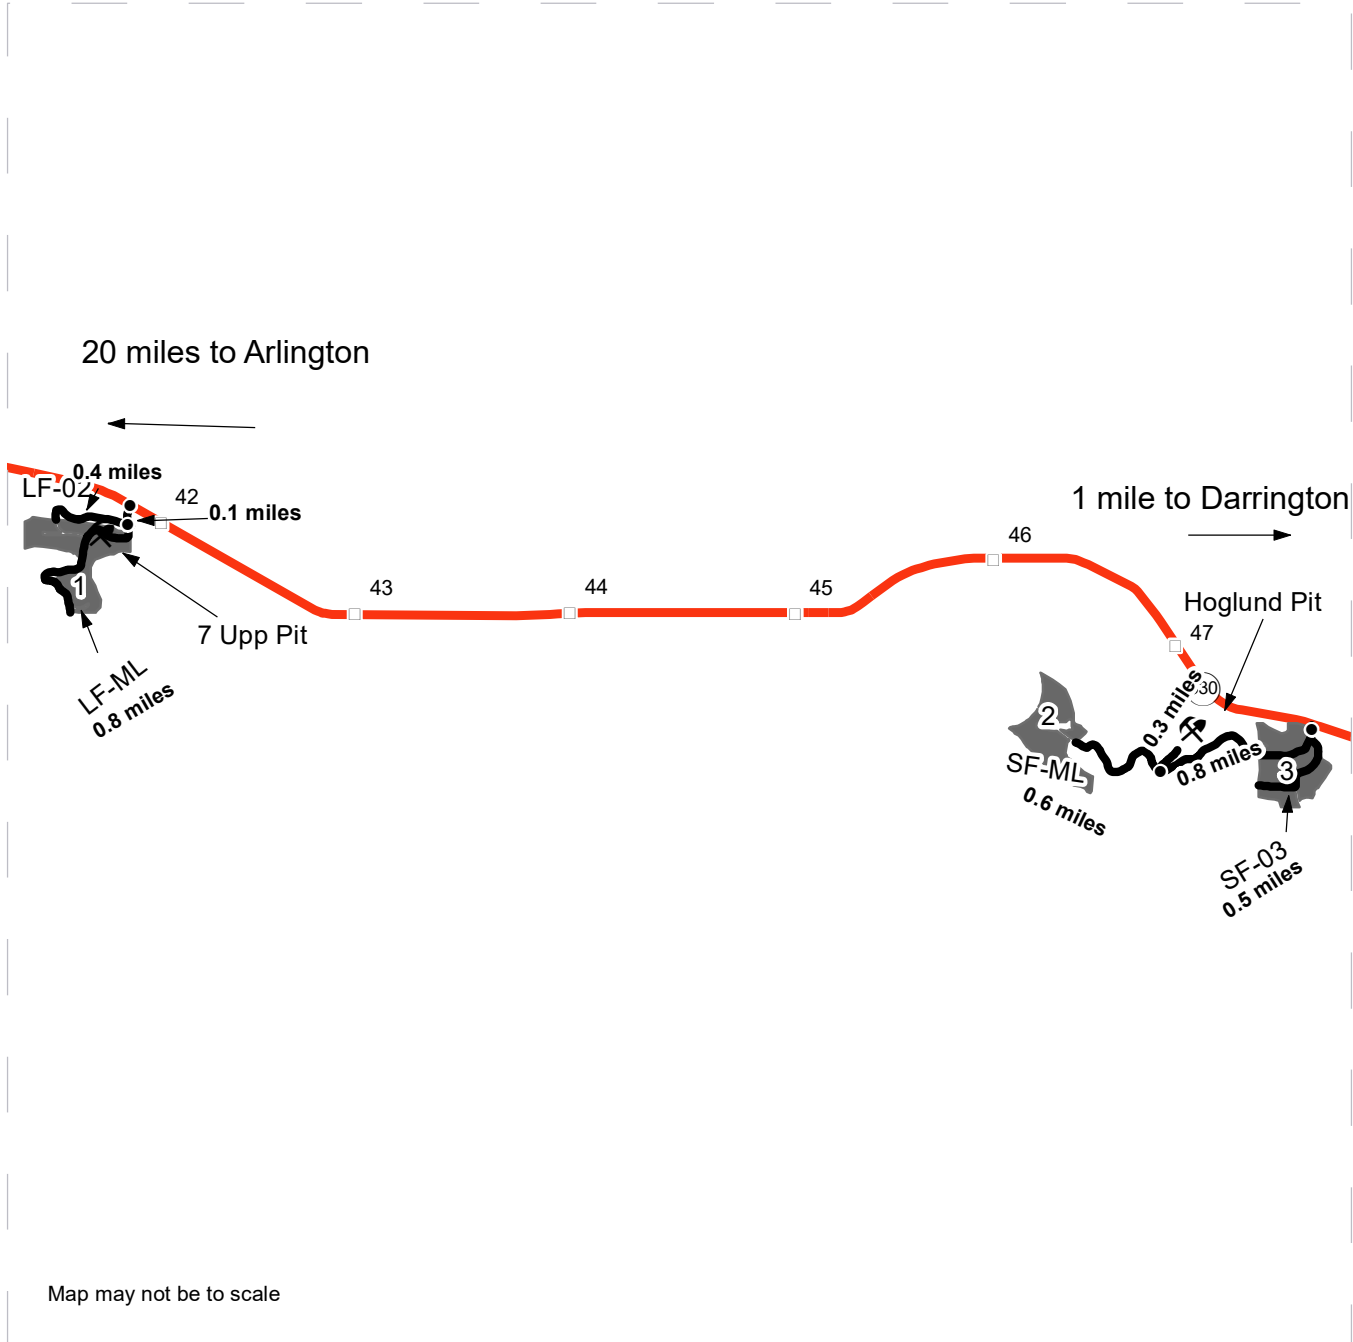 20 miles to Arlington
0.4 miles
LF-02
42
0.1 miles
1 mile to Darrington
46
43
44
45
1
Hoglund Pit
47
7 Upp Pit
LF-ML
0.8 miles
0.3 miles
2
SF-ML
0.6 miles
0.8 miles
3
SF-03
0.5 miles
Map may not be to scale